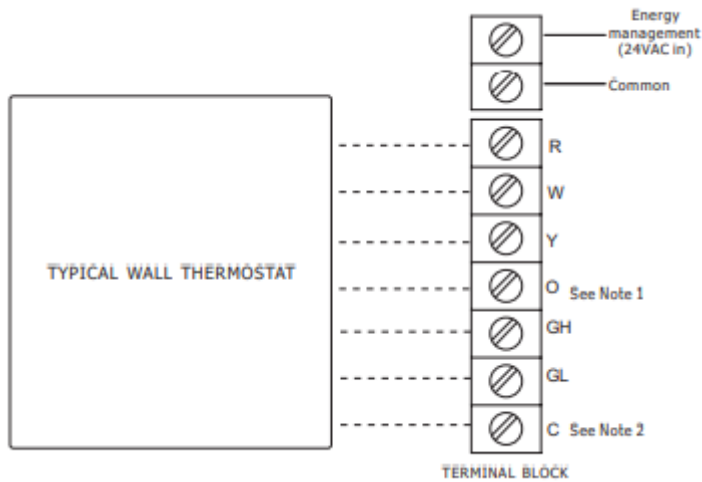 Energy
management
(24VAC in)
Common
R
W
Y
TYPICAL WALL THERMOSTAT
O See Note 1
GH
GL
C See Note 2
TERMINAL BLOCK